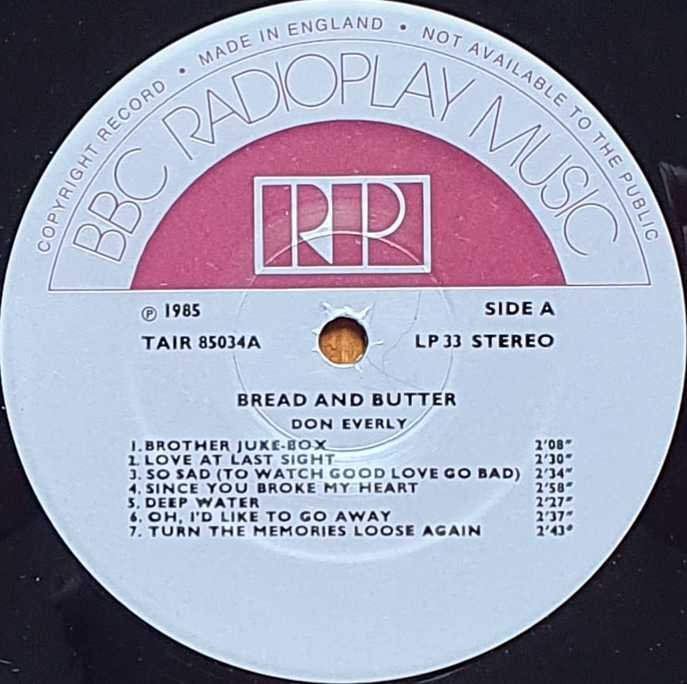 COPYRIGHT RECORD • MADE IN ENGLAND • NOT AVAILABLE TO THE PUBLIC
BBC RADIOPLAY MUSIC
RP
℗ 1985 SIDE A
TAIR 85034A LP33 STEREO
BREAD AND BUTTER
DON EVERLY
1. BROTHER JUKE-BOX 2'08"
2. LOVE AT LAST SIGHT 2'30"
3. SO SAD (TO WATCH GOOD LOVE GO BAD) 2'34"
4. SINCE YOU BROKE MY HEART 2'58"
5. DEEP WATER 2'27"
6. OH, I'D LIKE TO GO AWAY 2'37"
7. TURN THE MEMORIES LOOSE AGAIN 2'43"